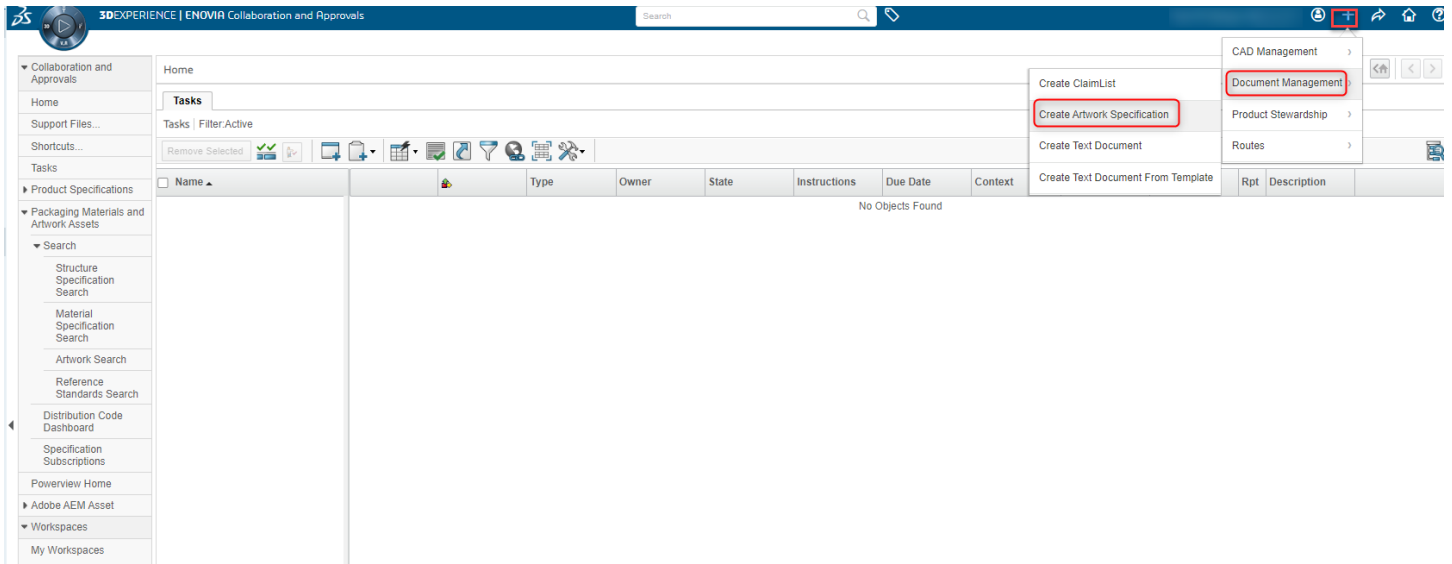 3DEXPERIENCE | ENOVIA Collaboration and Approvals
Search
3D
V.R
Collaboration and
Approvals
Home
Support Files...
Shortcuts...
Tasks
Product Specifications
Packaging Materials and
Artwork Assets
Search
Structure
Specification
Search
Material
Specification
Search
Artwork Search
Reference
Standards Search
Distribution Code
Dashboard
Specification
Subscriptions
Powerview Home
Adobe AEM Asset
Workspaces
My Workspaces
Home
Tasks
Tasks | Filter:Active
Remove Selected
Name
Type
Owner
State
Instructions
Due Date
Context
Rpt
Description
No Objects Found
Create ClaimList
Create Artwork Specification
Create Text Document
Create Text Document From Template
CAD Management
Document Management
Product Stewardship
Routes